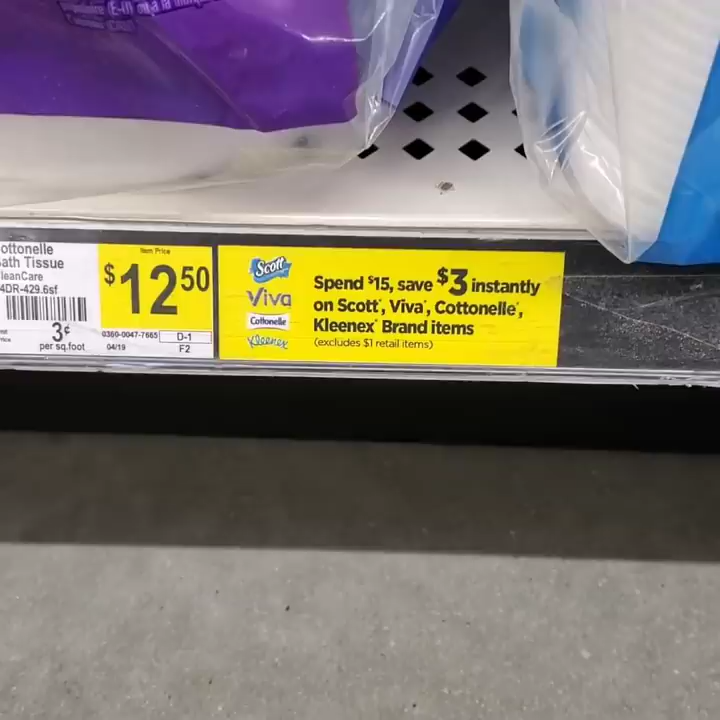 ottonelle
ath Tissue
leanCare
4DR-429.6sf
3¢
per sq.foot
Item Price
$12.50
0360-0047-7665
D-1
04/19
F2
Scott
Viva
Cottonelle
Kleenex
Spend $15, save $3 instantly
on Scott®, Viva®, Cottonelle®,
Kleenex® Brand items
(excludes $1 retail items)